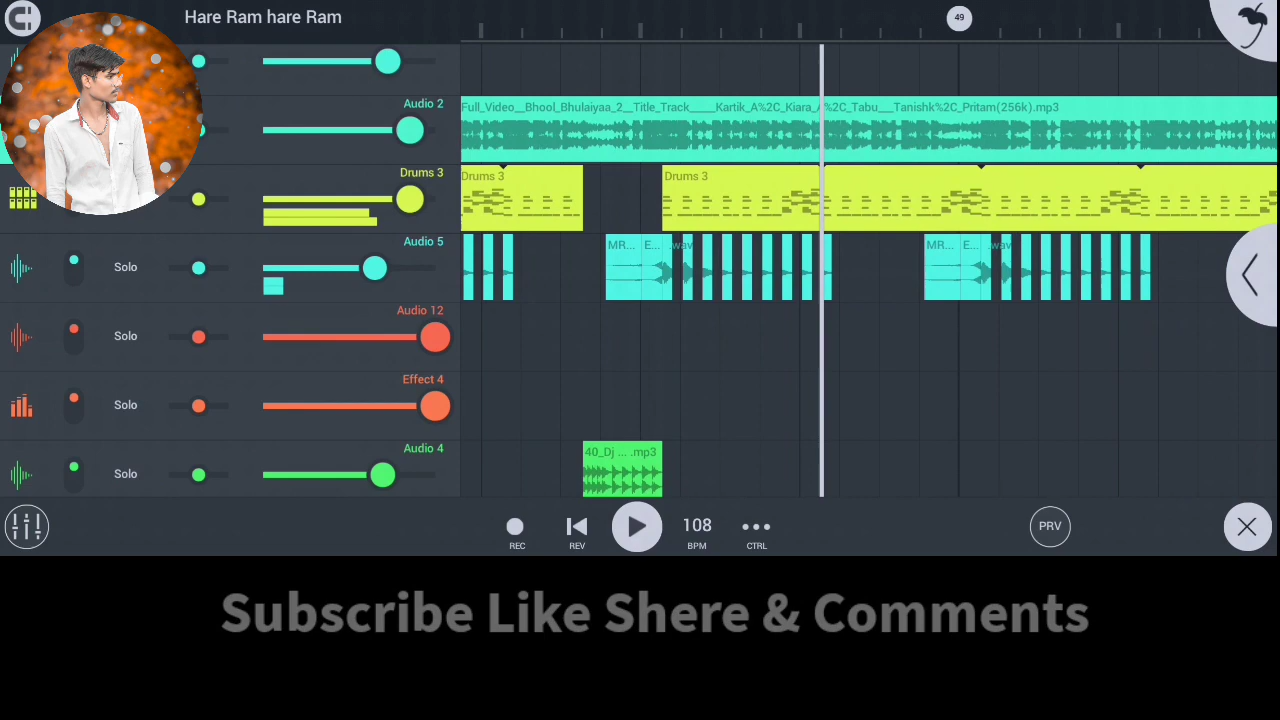 Hare Ram hare Ram
49
Audio 2
Full_Video__Bhool_Bhulaiyaa_2__Title_Track____Kartik_A%2C_Kiara_A%2C_Tabu__Tanishk%2C_Pritam(256k).mp3
Drums 3
Drums 3
Drums 3
Audio 5
Solo
MR... E... .wav
MR... E... .wav
Audio 12
Solo
Effect 4
Solo
Audio 4
Solo
40_Dj ... .mp3
REC
REV
108
BPM
CTRL
PRV
Subscribe Like Shere & Comments